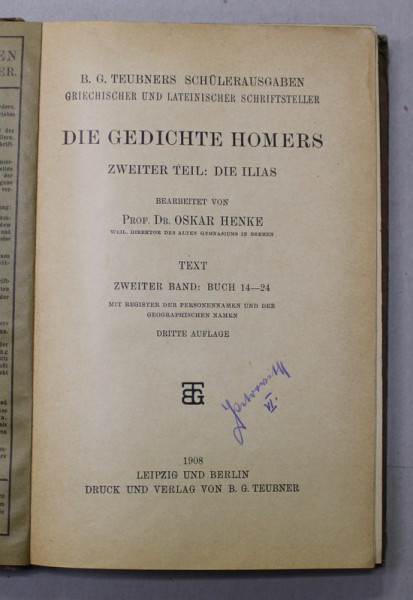 B. G. TEUBNERS SCHÜLERAUSGABEN
GRIECHISCHER UND LATEINISCHER SCHRIFTSTELLER
DIE GEDICHTE HOMERS
ZWEITER TEIL: DIE ILIAS
BEARBEITET VON
PROF. DR. OSKAR HENKE
WEIL. DIREKTOR DES ALTEN GYMNASIUMS IN BREMEN
TEXT
ZWEITER BAND: BUCH 14—24
MIT REGISTER DER PERSONENNAMEN UND DER
GEOGRAPHISCHEN NAMEN
DRITTE AUFLAGE
BTG
1908
LEIPZIG UND BERLIN
DRUCK UND VERLAG VON B. G. TEUBNER